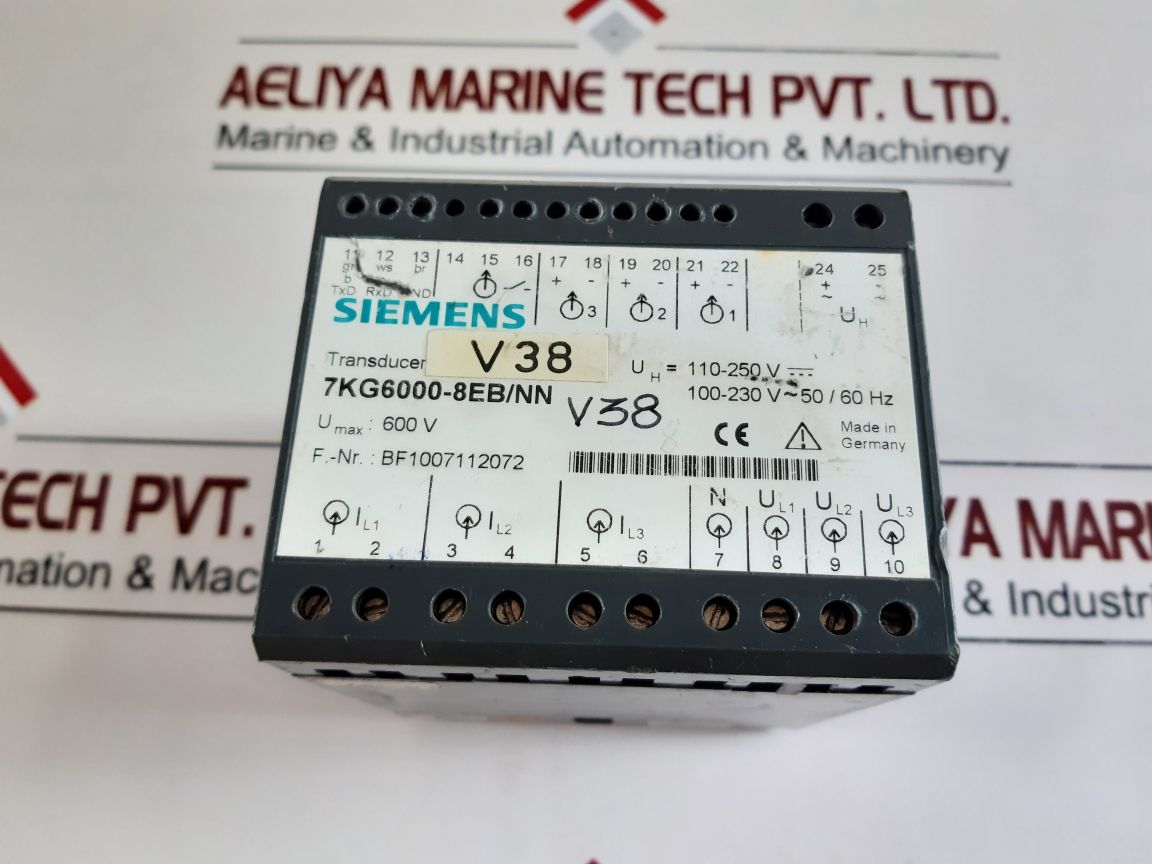 AELIYA MARINE TECH PVT. LTD.
Marine & Industrial Automation & Machinery
11 12 13 14 15 16 17 18 19 20 21 22 24 25
ws br + - + - + - + -
b
TxD RxD ND 3 2 1 ~ ~
U H
SIEMENS
Transducer V38 U H = 110-250 V
7KG6000-8EB/NN V38 100-230 V~50 / 60 Hz
U max : 600 V CE Made in
Germany
F.-Nr. : BF1007112072
I L1 I L2 I L3 N U L1 U L2 U L3
1 2 3 4 5 6 7 8 9 10
TECH PVT.
mation & Mac
A MAR
& Industri